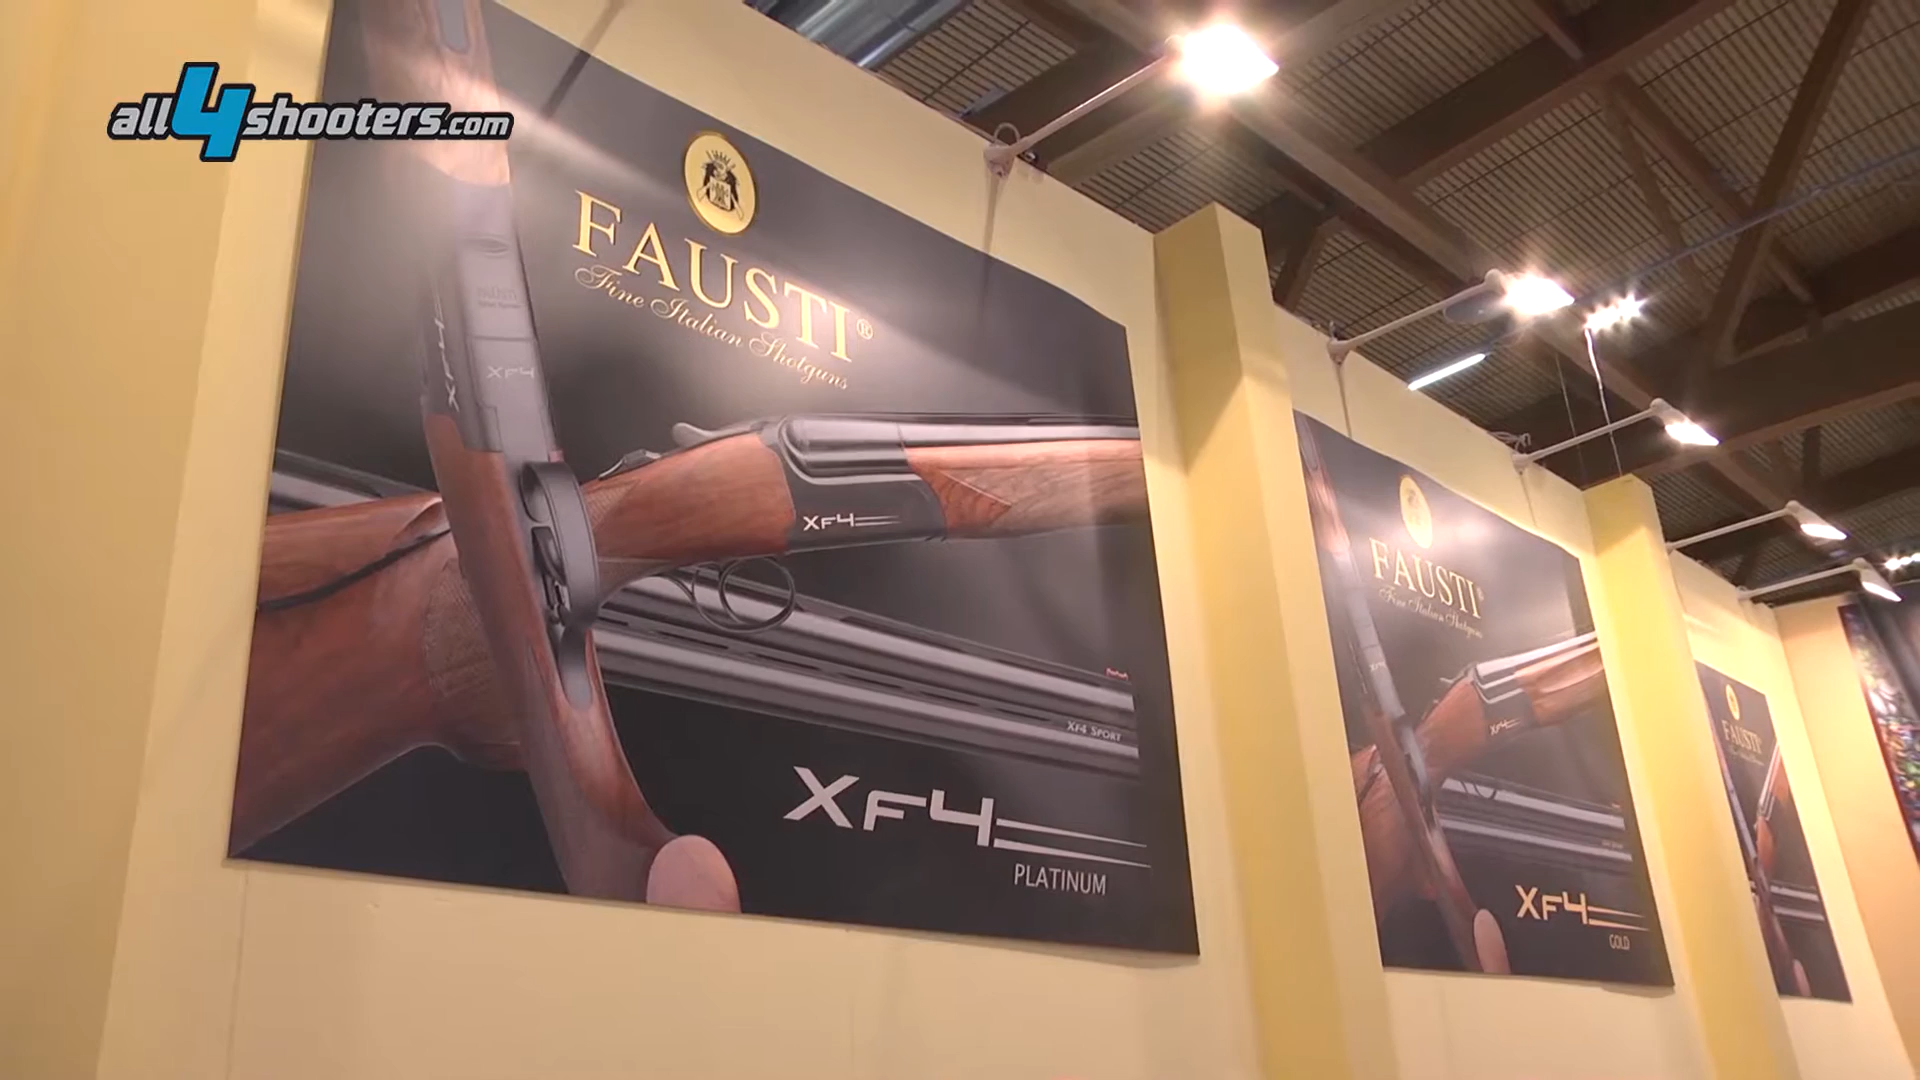 all4shooters.com
FAUSTI®
Fine Italian Shotguns
XF4
XF4
XF4
XF4 SPORT
XF4
PLATINUM
FAUSTI®
Fine Italian Shotguns
XF4
XF4
GOLD
FAUSTI